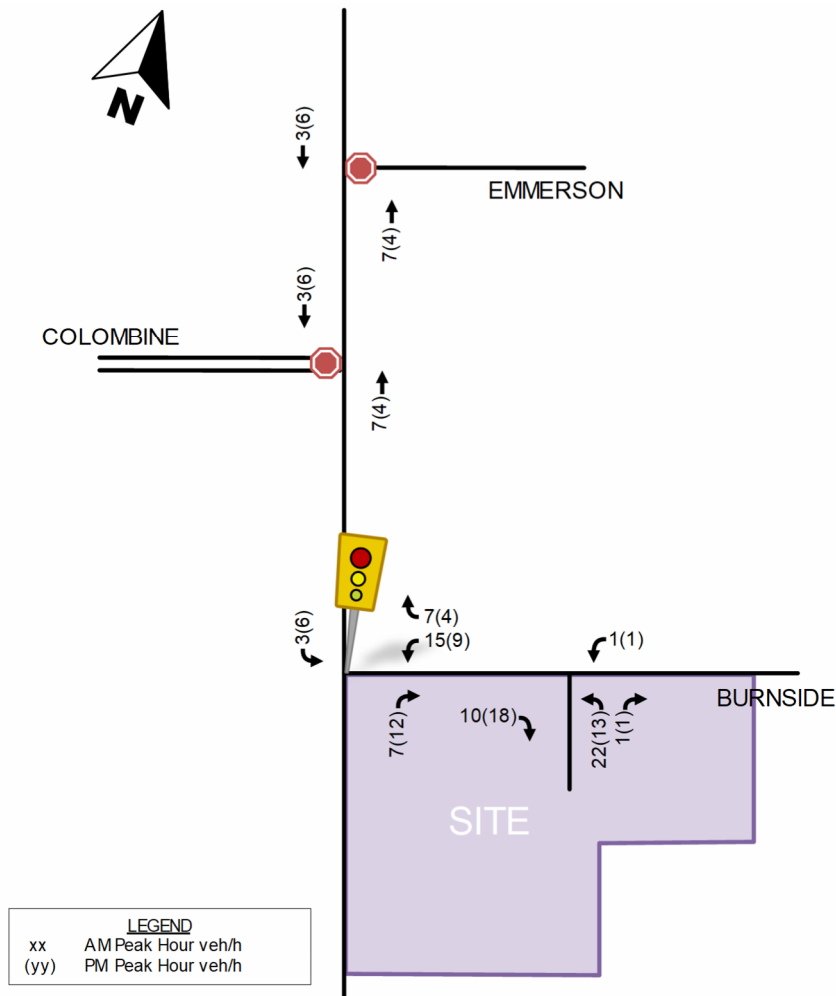 N
3(6)
EMMERSON
7(4)
3(6)
COLOMBINE
7(4)
7(4)
3(6)
15(9)
1(1)
BURNSIDE
7(12)
10(18)
22(13)
1(1)
SITE
LEGEND
xx AM Peak Hour veh/h
(yy) PM Peak Hour veh/h